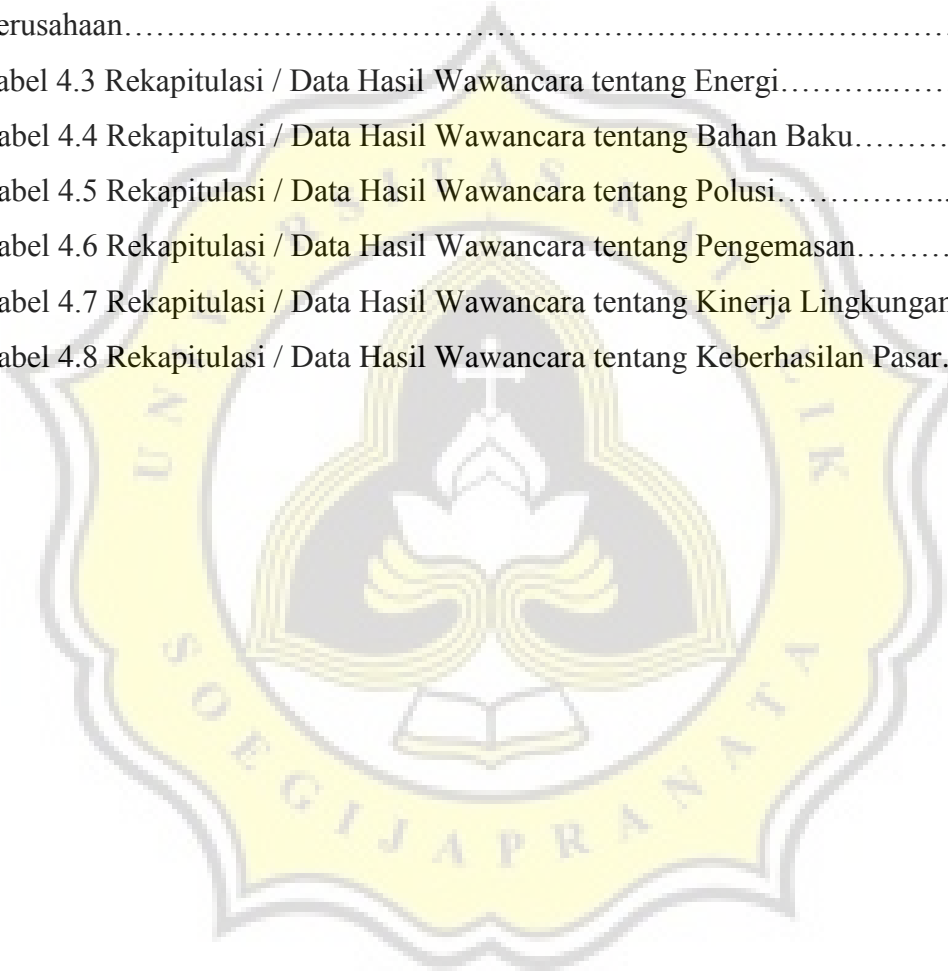 erusahaan……………………………………………………………………….
abel 4.3 Rekapitulasi / Data Hasil Wawancara tentang Energi………...……
abel 4.4 Rekapitulasi / Data Hasil Wawancara tentang Bahan Baku………
abel 4.5 Rekapitulasi / Data Hasil Wawancara tentang Polusi……………...
abel 4.6 Rekapitulasi / Data Hasil Wawancara tentang Pengemasan………
abel 4.7 Rekapitulasi / Data Hasil Wawancara tentang Kinerja Lingkungan
abel 4.8 Rekapitulasi / Data Hasil Wawancara tentang Keberhasilan Pasar.
UNIVERSITAS KATOLIK
SOEGIJAPRANATA